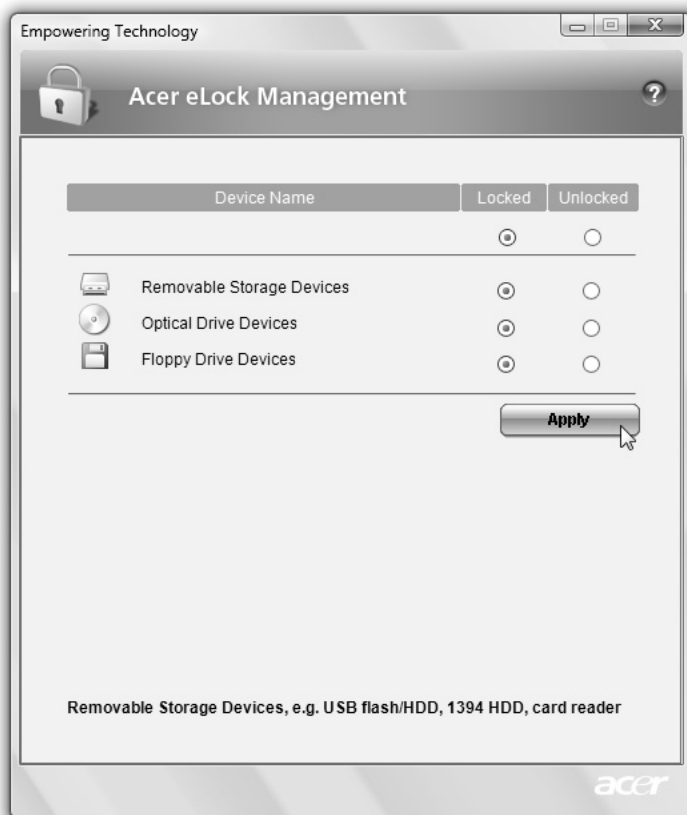 Empowering Technology
Acer eLock Management
?
Device Name Locked Unlocked
Removable Storage Devices
Optical Drive Devices
Floppy Drive Devices
Apply
Removable Storage Devices, e.g. USB flash/HDD, 1394 HDD, card reader
acer